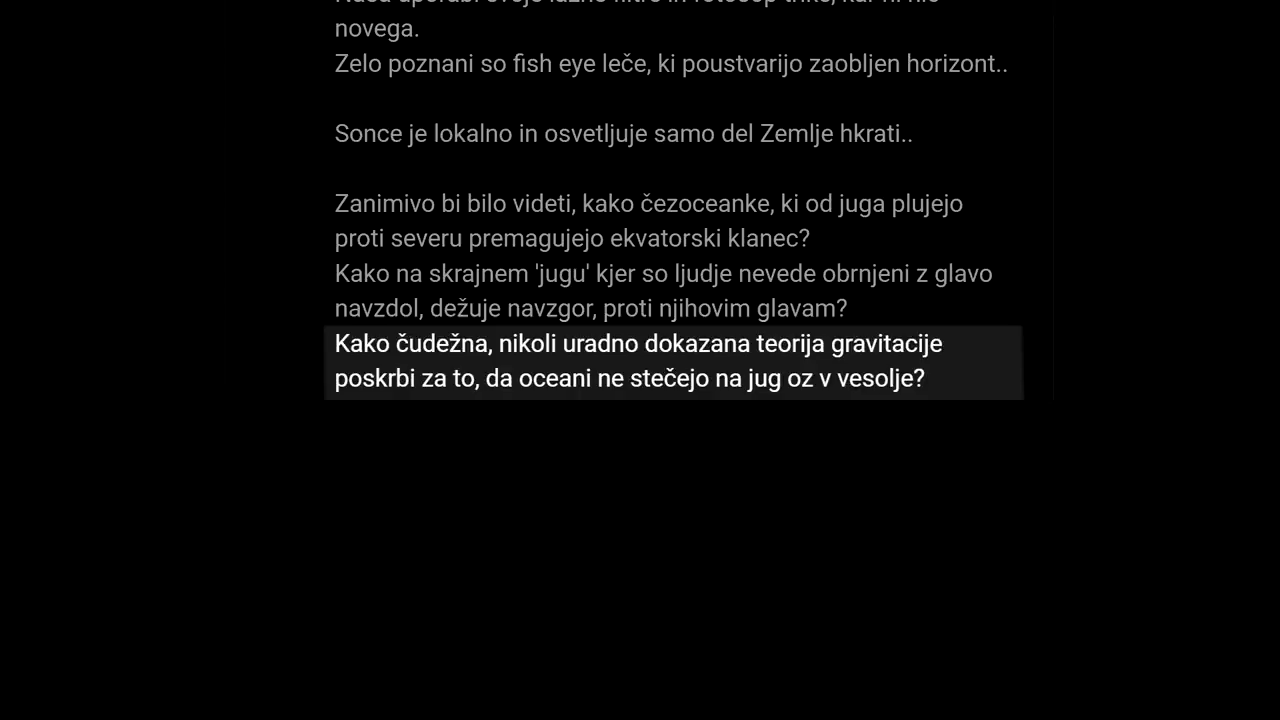 novega.
Zelo poznani so fish eye leče, ki poustvarijo zaobljen horizont..
Sonce je lokalno in osvetljuje samo del Zemlje hkrati..
Zanimivo bi bilo videti, kako čezoceanke, ki od juga plujejo
proti severu premagujejo ekvatorski klanec?
Kako na skrajnem 'jugu' kjer so ljudje nevede obrnjeni z glavo
navzdol, dežuje navzgor, proti njihovim glavam?
Kako čudežna, nikoli uradno dokazana teorija gravitacije
poskrbi za to, da oceani ne stečejo na jug oz v vesolje?